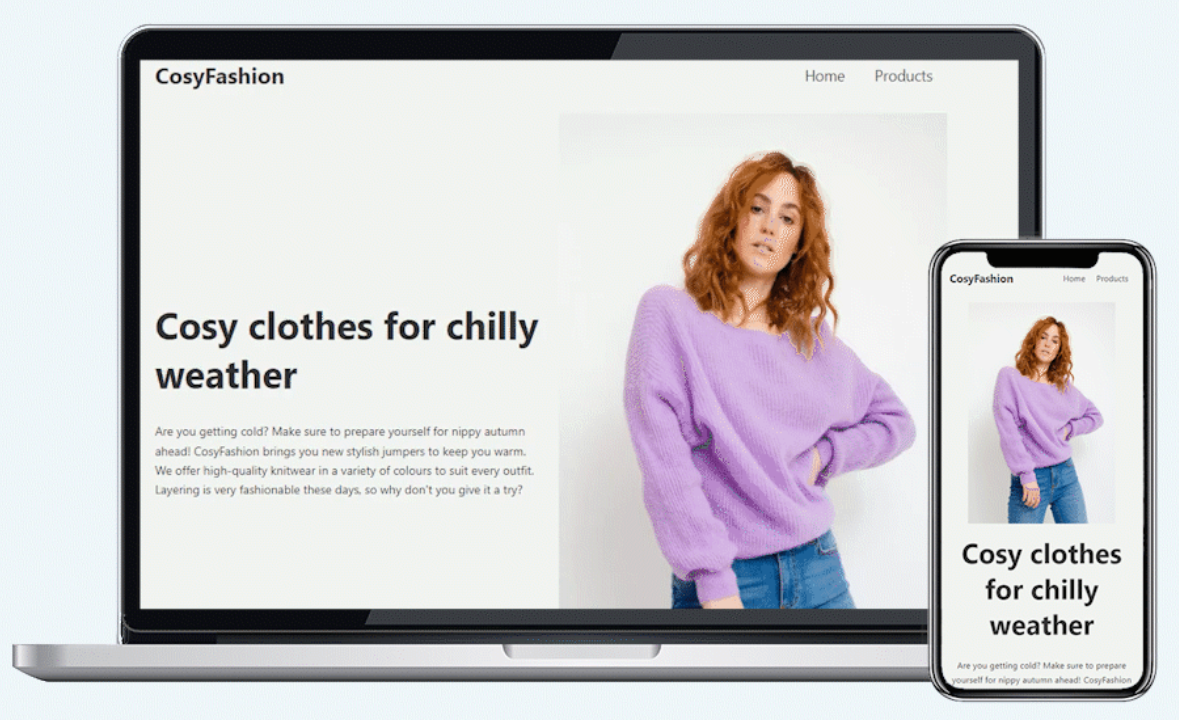 CosyFashion
Home Products
Cosy clothes for chilly
weather
Are you getting cold? Make sure to prepare yourself for nippy autumn
ahead! CosyFashion brings you new stylish jumpers to keep you warm.
We offer high-quality knitwear in a variety of colours to suit every outfit.
Layering is very fashionable these days, so why don't you give it a try?
CosyFashion Home Products
Cosy clothes
for chilly
weather
Are you getting cold? Make sure to prepare
yourself for nippy autumn ahead! CosyFashion